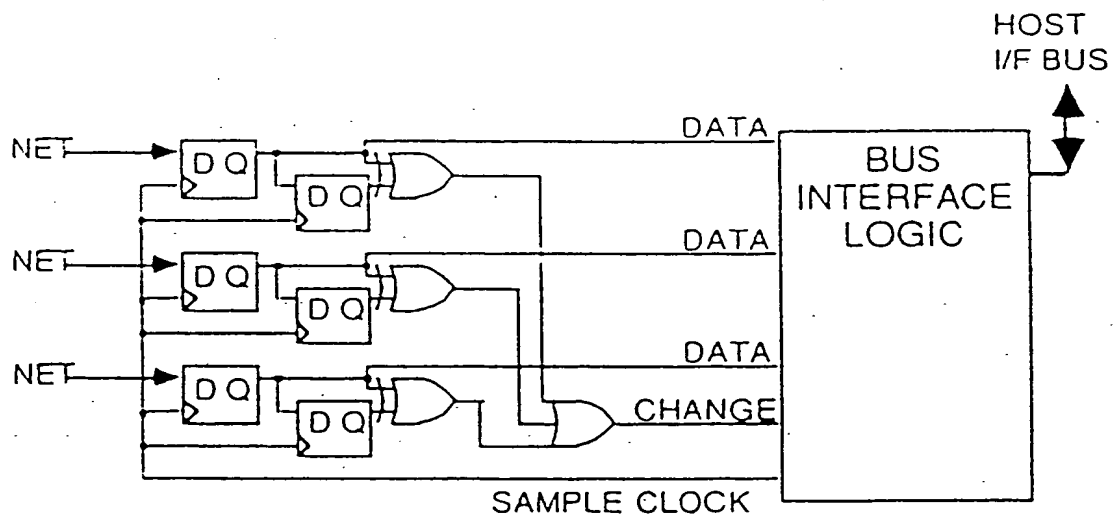 HOST
I/F BUS
NET
DATA
D Q
D Q
BUS
INTERFACE
LOGIC
NET
DATA
D Q
D Q
NET
DATA
D Q
D Q
CHANGE
SAMPLE CLOCK